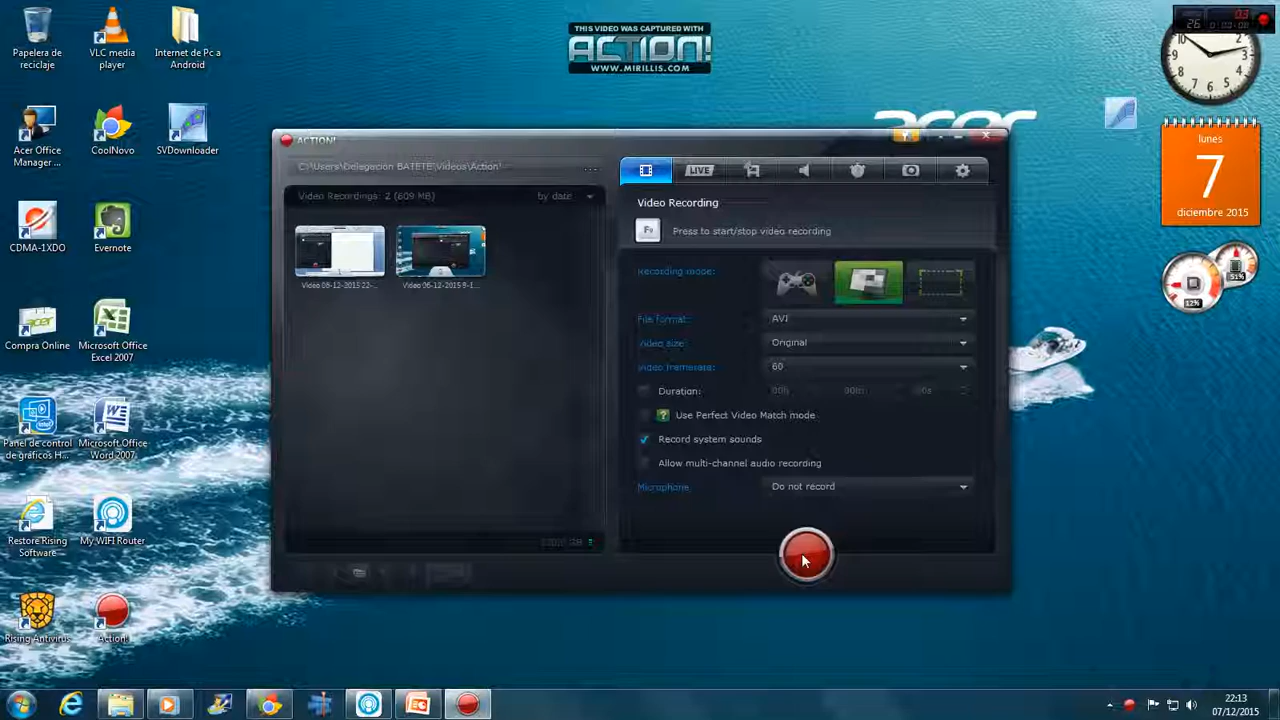 Papelera de
reciclaje
VLC media
player
Internet de Pc a
Android
THIS VIDEO WAS CAPTURED WITH
ACTION!
WWW.MIRILLIS.COM
26
Acer Office
Manager ...
CoolNovo
SVDownloader
acer
ACTION!
C:\Users\Delegacion BATETE\Videos\Action!
...
LIVE
Video Recordings: 2 (609 MB)
by date
Video Recording
F9
Press to start/stop video recording
Video 06-12-2015 22-...
Video 06-12-2015 9-1...
Recording mode:
File format:
AVI
Video size:
Original
Video framerate:
60
Duration:
00h
00m
00s
? Use Perfect Video Match mode
Record system sounds
Allow multi-channel audio recording
Microphone
Do not record
lunes
7
diciembre 2015
51%
12%
CDMA-1XDO
Evernote
Compra Online
Microsoft Office
Excel 2007
Panel de control
de gráficos H...
Microsoft Office
Word 2007
Restore Rising
Software
My WIFI Router
Rising Antivirus
Action!
22:13
07/12/2015